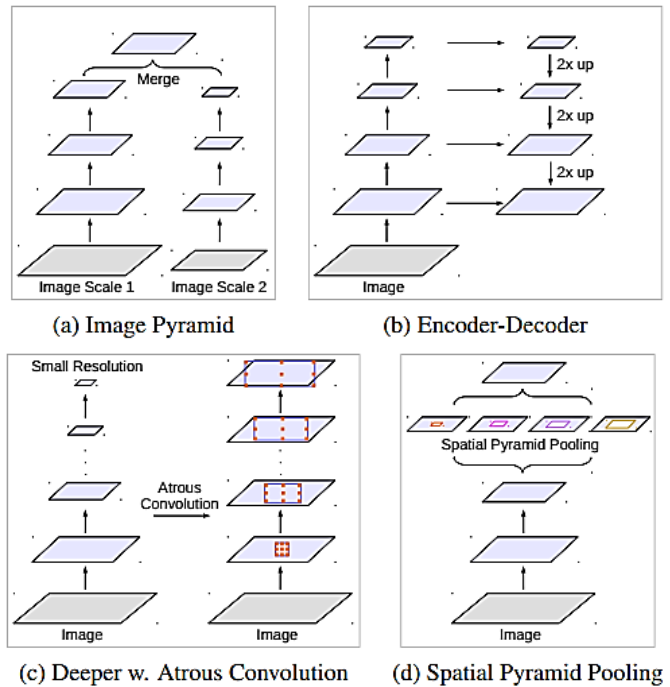 Merge
Image Scale 1
Image Scale 2
(a) Image Pyramid
2x up
2x up
2x up
Image
(b) Encoder-Decoder
Small Resolution
Atrous
Convolution
Image
Image
(c) Deeper w. Atrous Convolution
Spatial Pyramid Pooling
Image
(d) Spatial Pyramid Pooling